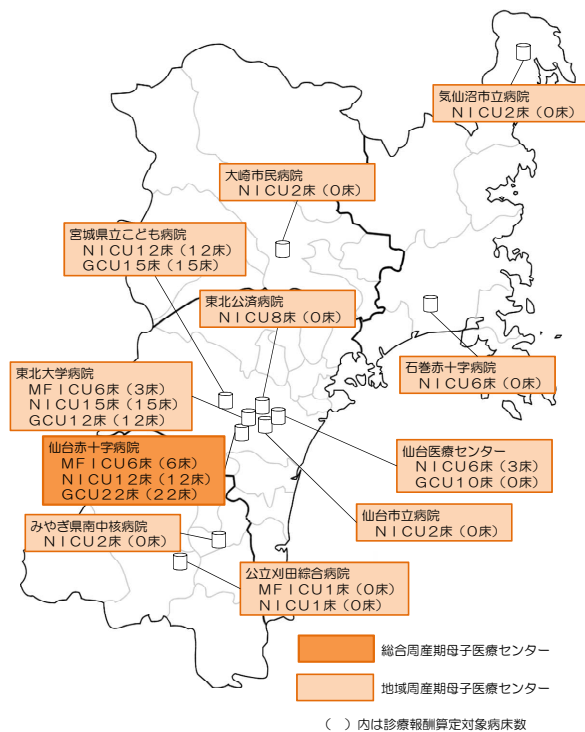 気仙沼市立病院
ＮＩＣＵ２床（０床）
大崎市民病院
ＮＩＣＵ２床（０床）
宮城県立こども病院
ＮＩＣＵ１２床（１２床）
ＧＣＵ１５床（１５床）
東北公済病院
ＮＩＣＵ８床（０床）
石巻赤十字病院
ＮＩＣＵ６床（０床）
東北大学病院
ＭＦＩＣＵ６床（３床）
ＮＩＣＵ１５床（１５床）
ＧＣＵ１２床（１２床）
仙台赤十字病院
ＭＦＩＣＵ６床（６床）
ＮＩＣＵ１２床（１２床）
ＧＣＵ２２床（２２床）
仙台医療センター
ＮＩＣＵ６床（３床）
ＧＣＵ１０床（０床）
仙台市立病院
ＮＩＣＵ２床（０床）
みやぎ県南中核病院
ＮＩＣＵ２床（０床）
公立刈田綜合病院
ＭＦＩＣＵ１床（０床）
ＮＩＣＵ１床（０床）
総合周産期母子医療センター
地域周産期母子医療センター
（　）内は診療報酬算定対象病床数